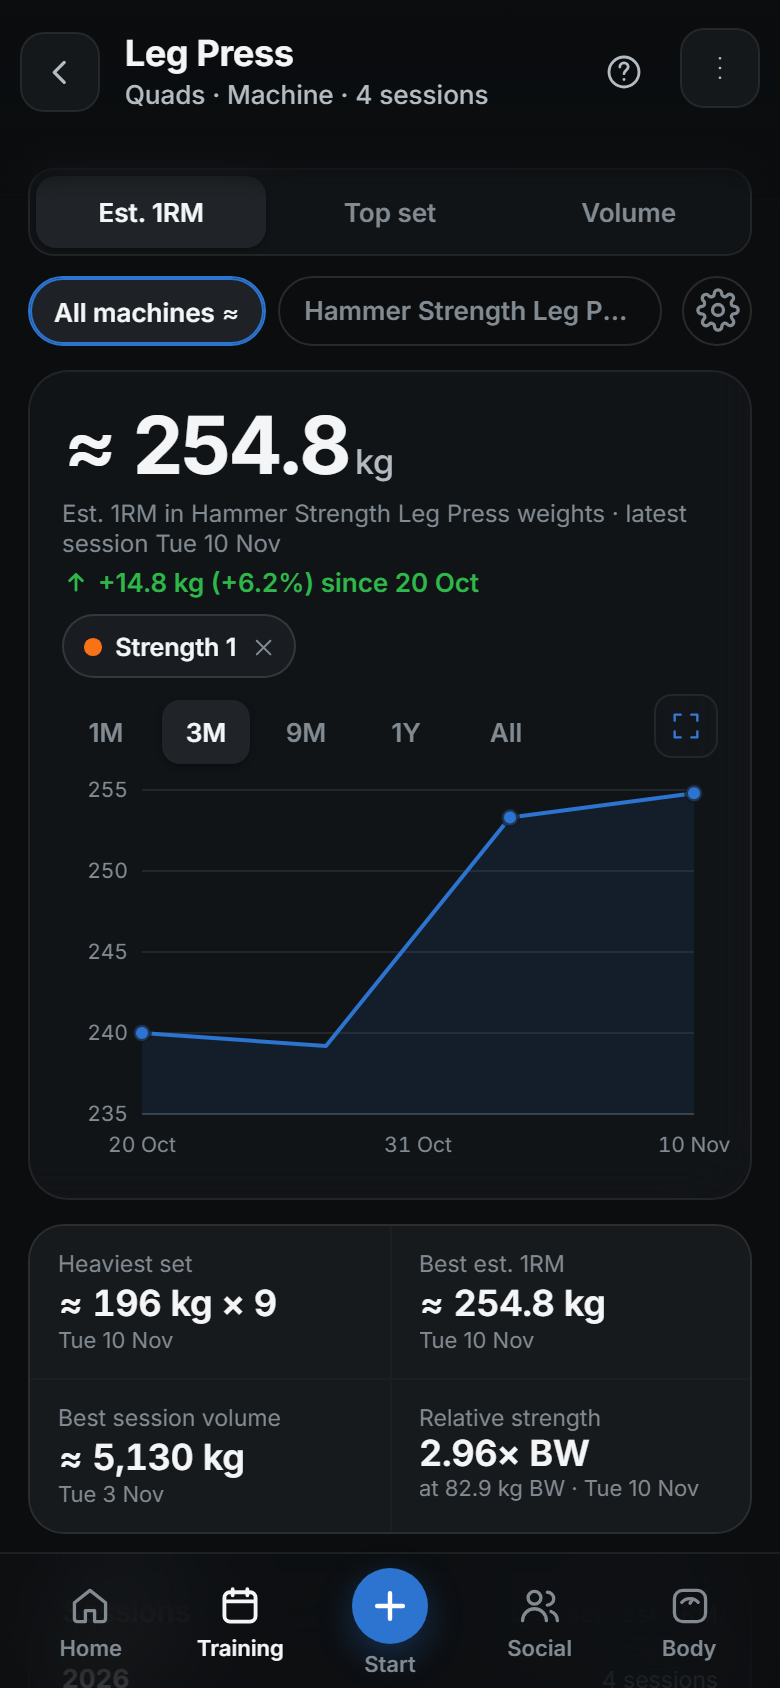 Leg Press
Quads · Machine · 4 sessions
Est. 1RM
Top set
Volume
All machines ≈
Hammer Strength Leg P...
≈ 254.8 kg
Est. 1RM in Hammer Strength Leg Press weights · latest
session Tue 10 Nov
↑ +14.8 kg (+6.2%) since 20 Oct
Strength 1 ×
1M
3M
9M
1Y
All
255
250
245
240
235
20 Oct
31 Oct
10 Nov
Heaviest set
≈ 196 kg × 9
Tue 10 Nov
Best est. 1RM
≈ 254.8 kg
Tue 10 Nov
Best session volume
≈ 5,130 kg
Tue 3 Nov
Relative strength
2.96× BW
at 82.9 kg BW · Tue 10 Nov
Home
Training
Start
Social
Body
2026
4 sessions